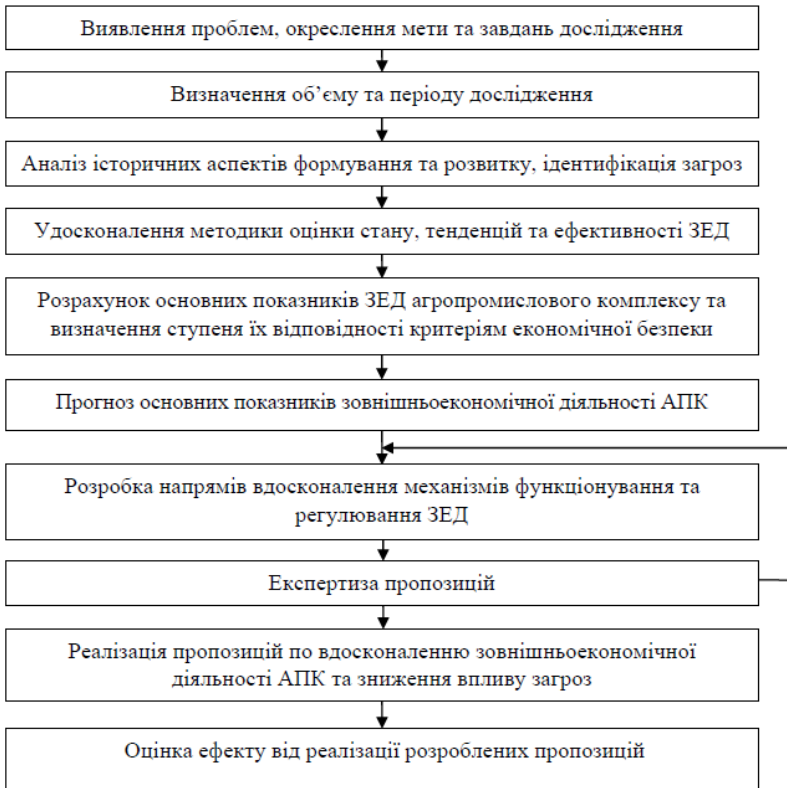 Виявлення проблем, окреслення мети та завдань дослідження
Визначення об’єму та періоду дослідження
Аналіз історичних аспектів формування та розвитку, ідентифікація загроз
Удосконалення методики оцінки стану, тенденцій та ефективності ЗЕД
Розрахунок основних показників ЗЕД агропромислового комплексу та
визначення ступеня їх відповідності критеріям економічної безпеки
Прогноз основних показників зовнішньоекономічної діяльності АПК
Розробка напрямів вдосконалення механізмів функціонування та
регулювання ЗЕД
Експертиза пропозицій
Реалізація пропозицій по вдосконаленню зовнішньоекономічної
діяльності АПК та зниження впливу загроз
Оцінка ефекту від реалізації розроблених пропозицій